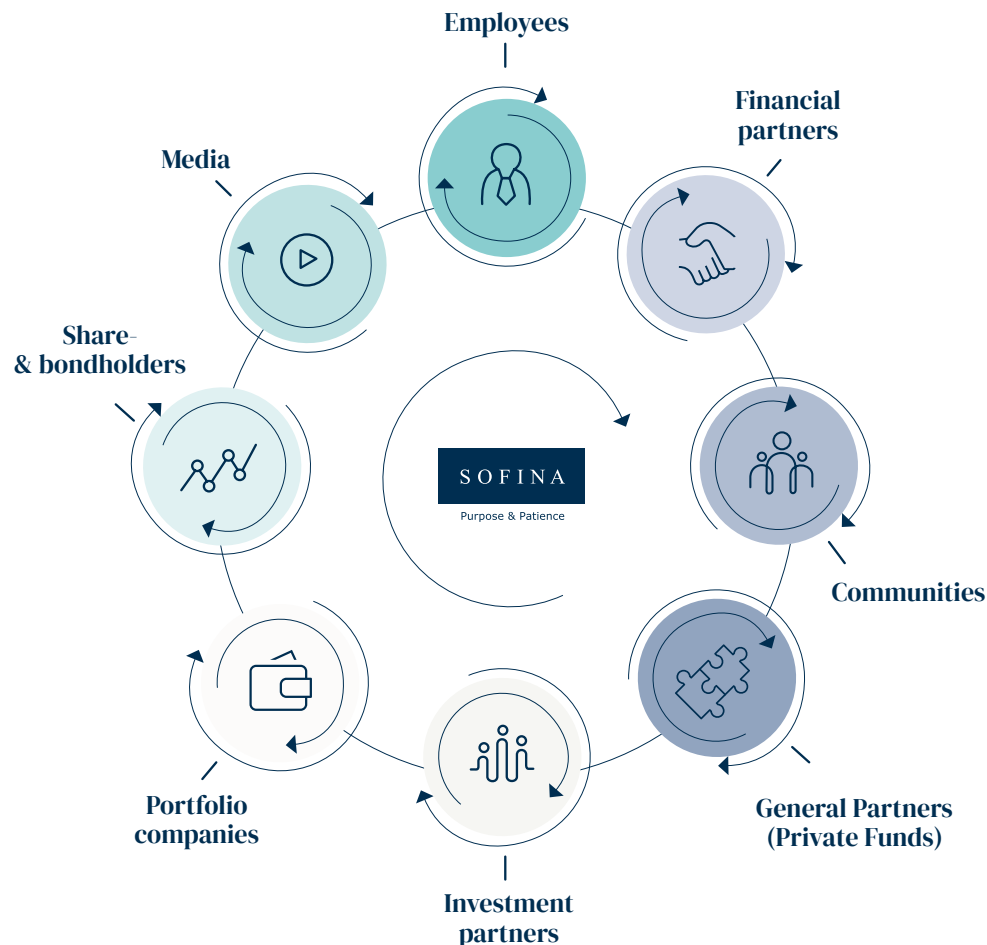 Employees
Financial
partners
Media
Share-
& bondholders
SOFINA
Purpose & Patience
Communities
Portfolio
companies
General Partners
(Private Funds)
Investment
partners